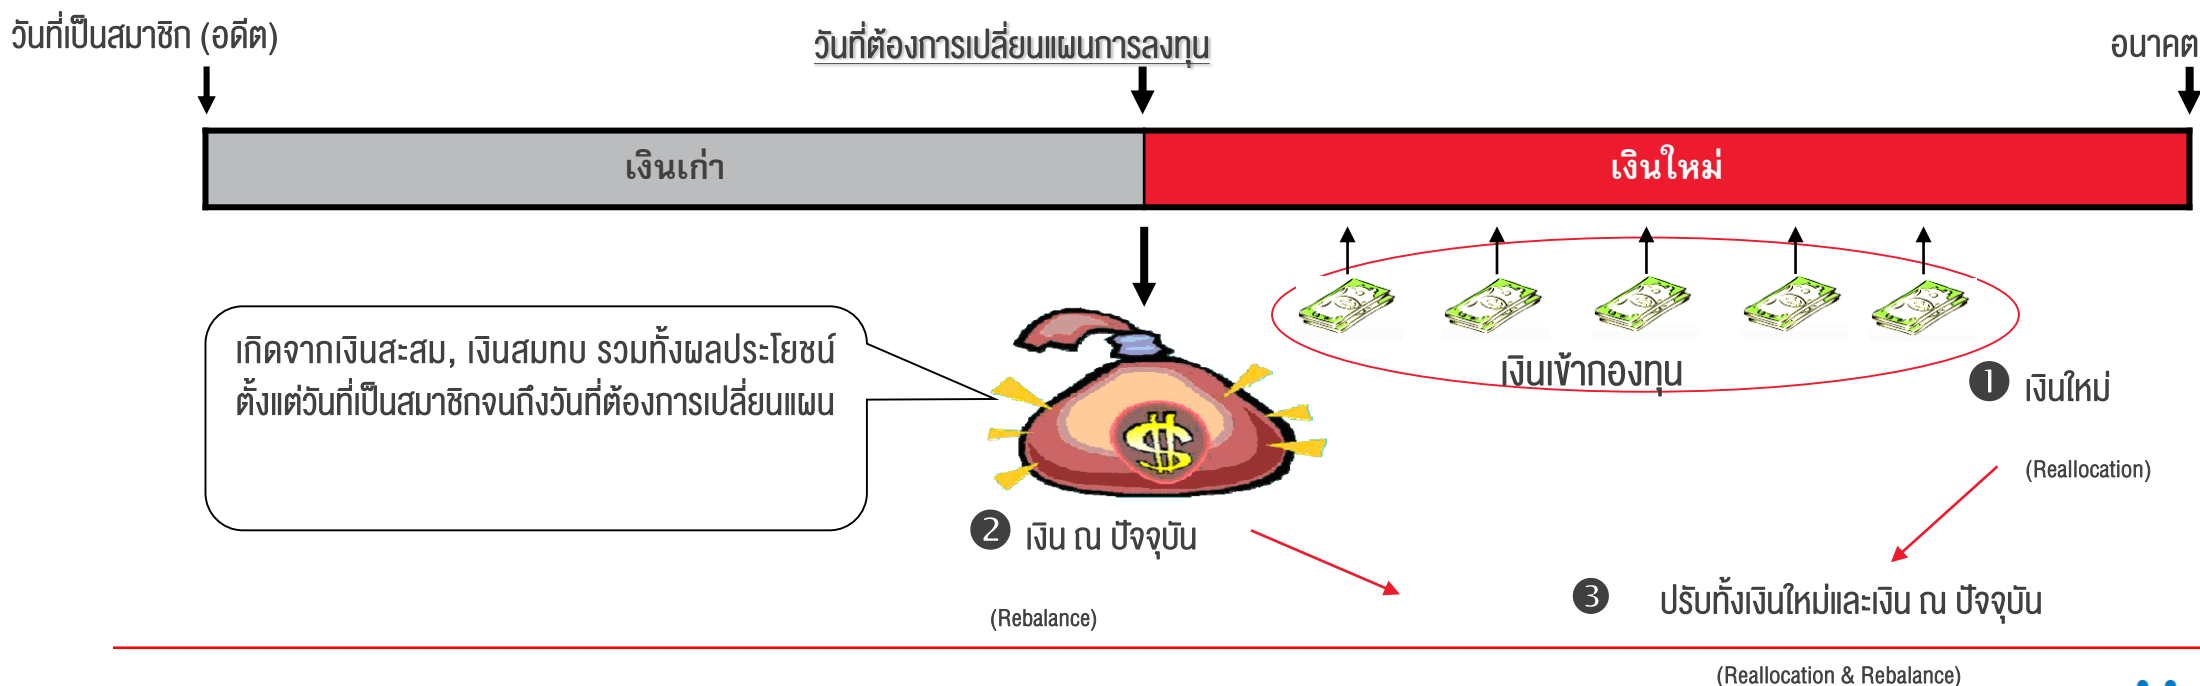 วันที่เป็นสมาชิก (อดีต)
วันที่ต้องการเปลี่ยนแผนการลงทุน
อนาคต
เงินเก่า
เงินใหม่
เกิดจากเงินสะสม, เงินสมทบ รวมทั้งผลประโยชน์
ตั้งแต่วันที่เป็นสมาชิกจนถึงวันที่ต้องการเปลี่ยนแผน
$
เงินเข้ากองทุน
❶ เงินใหม่
(Reallocation)
❷ เงิน ณ ปัจจุบัน
(Rebalance)
❸ ปรับทั้งเงินใหม่และเงิน ณ ปัจจุบัน
(Reallocation & Rebalance)